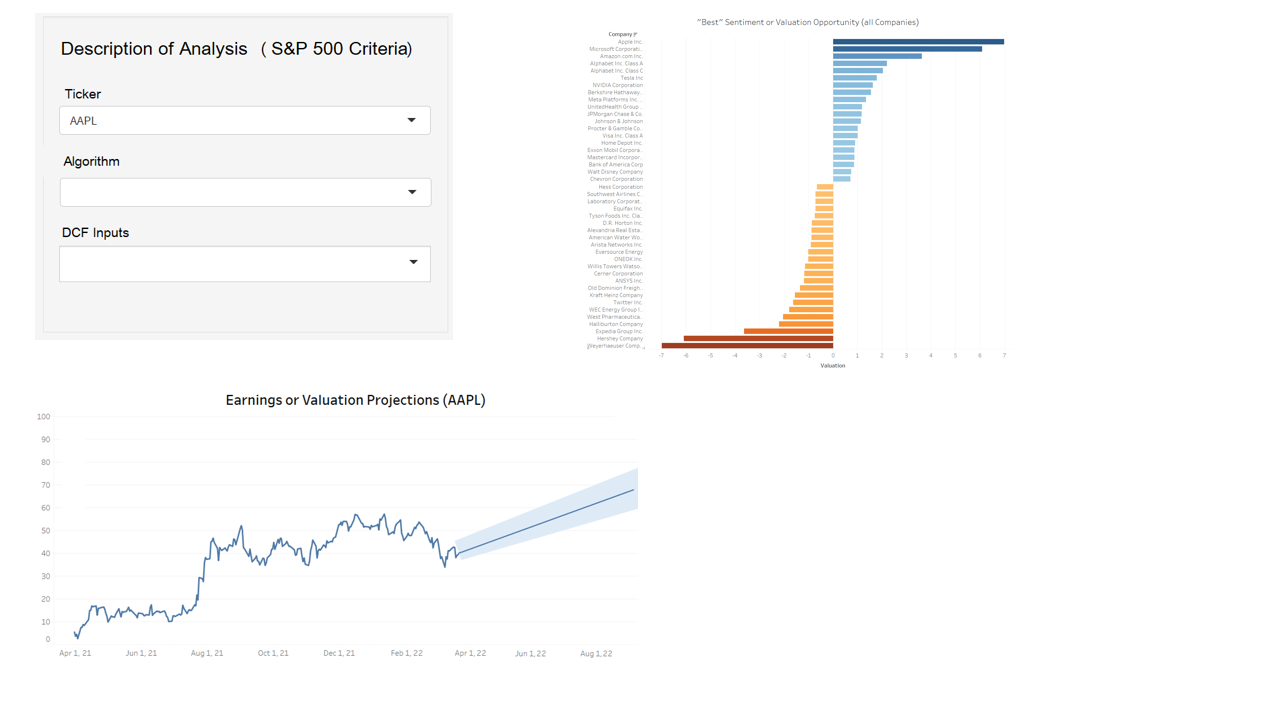 Description of Analysis ( S&P 500 Criteria)
Ticker
AAPL
Algorithm
DCF Inputs
"Best" Sentiment or Valuation Opportunity (all Companies)
Company
Apple Inc.
Microsoft Corporati..
Amazon.com Inc.
Alphabet Inc. Class A
Alphabet Inc. Class C
Tesla Inc
NVIDIA Corporation
Berkshire Hathaway..
Meta Platforms Inc. ..
UnitedHealth Group ..
JPMorgan Chase & Co.
Johnson & Johnson
Procter & Gamble Co..
Visa Inc. Class A
Home Depot Inc.
Exxon Mobil Corpora..
Mastercard Incorpor..
Bank of America Corp
Walt Disney Company
Chevron Corporation
Hess Corporation
Southwest Airlines C..
Laboratory Corporat..
Equifax Inc.
Tyson Foods Inc. Cla..
D.R. Horton Inc.
Alexandria Real Esta..
American Water Wo..
Arista Networks Inc.
Eversource Energy
ONEOK Inc.
Willis Towers Watso..
Cerner Corporation
ANSYS Inc.
Old Dominion Freigh..
Kraft Heinz Company
Twitter Inc.
WEC Energy Group I..
West Pharmaceutica..
Halliburton Company
Expedia Group Inc.
Hershey Company
Weyerhaeuser Comp..
-7 -6 -5 -4 -3 -2 -1 0 1 2 3 4 5 6 7
Valuation
Earnings or Valuation Projections (AAPL)
100
90
80
70
60
50
40
30
20
10
0
Apr 1, 21 Jun 1, 21 Aug 1, 21 Oct 1, 21 Dec 1, 21 Feb 1, 22 Apr 1, 22 Jun 1, 22 Aug 1, 22